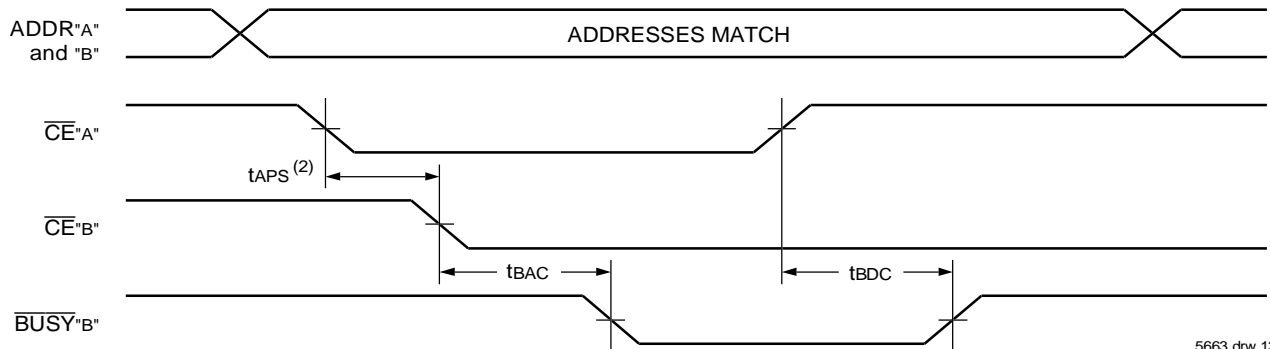 ADDR"A"
and "B"
ADDRESSES MATCH
CE"A"
tAPS (2)
CE"B"
tBAC
tBDC
BUSY"B"